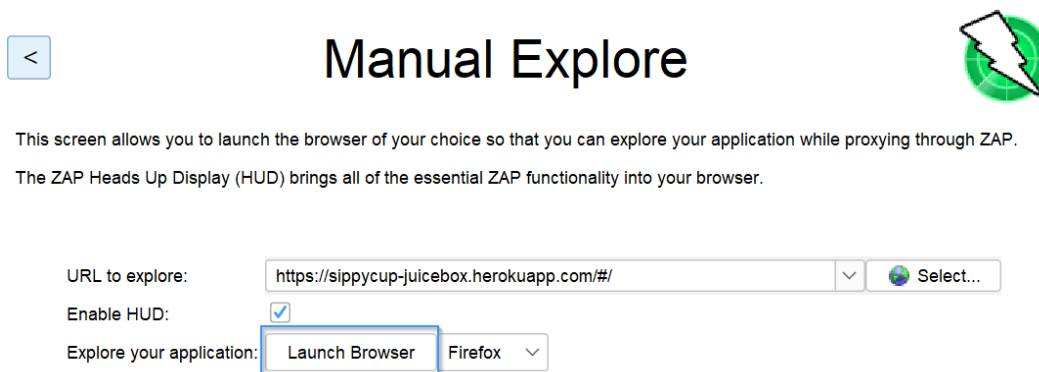 <
Manual Explore
This screen allows you to launch the browser of your choice so that you can explore your application while proxying through ZAP.
The ZAP Heads Up Display (HUD) brings all of the essential ZAP functionality into your browser.
URL to explore: https://sippycup-juicebox.herokuapp.com/#/ Select...
Enable HUD:
Explore your application: Launch Browser Firefox